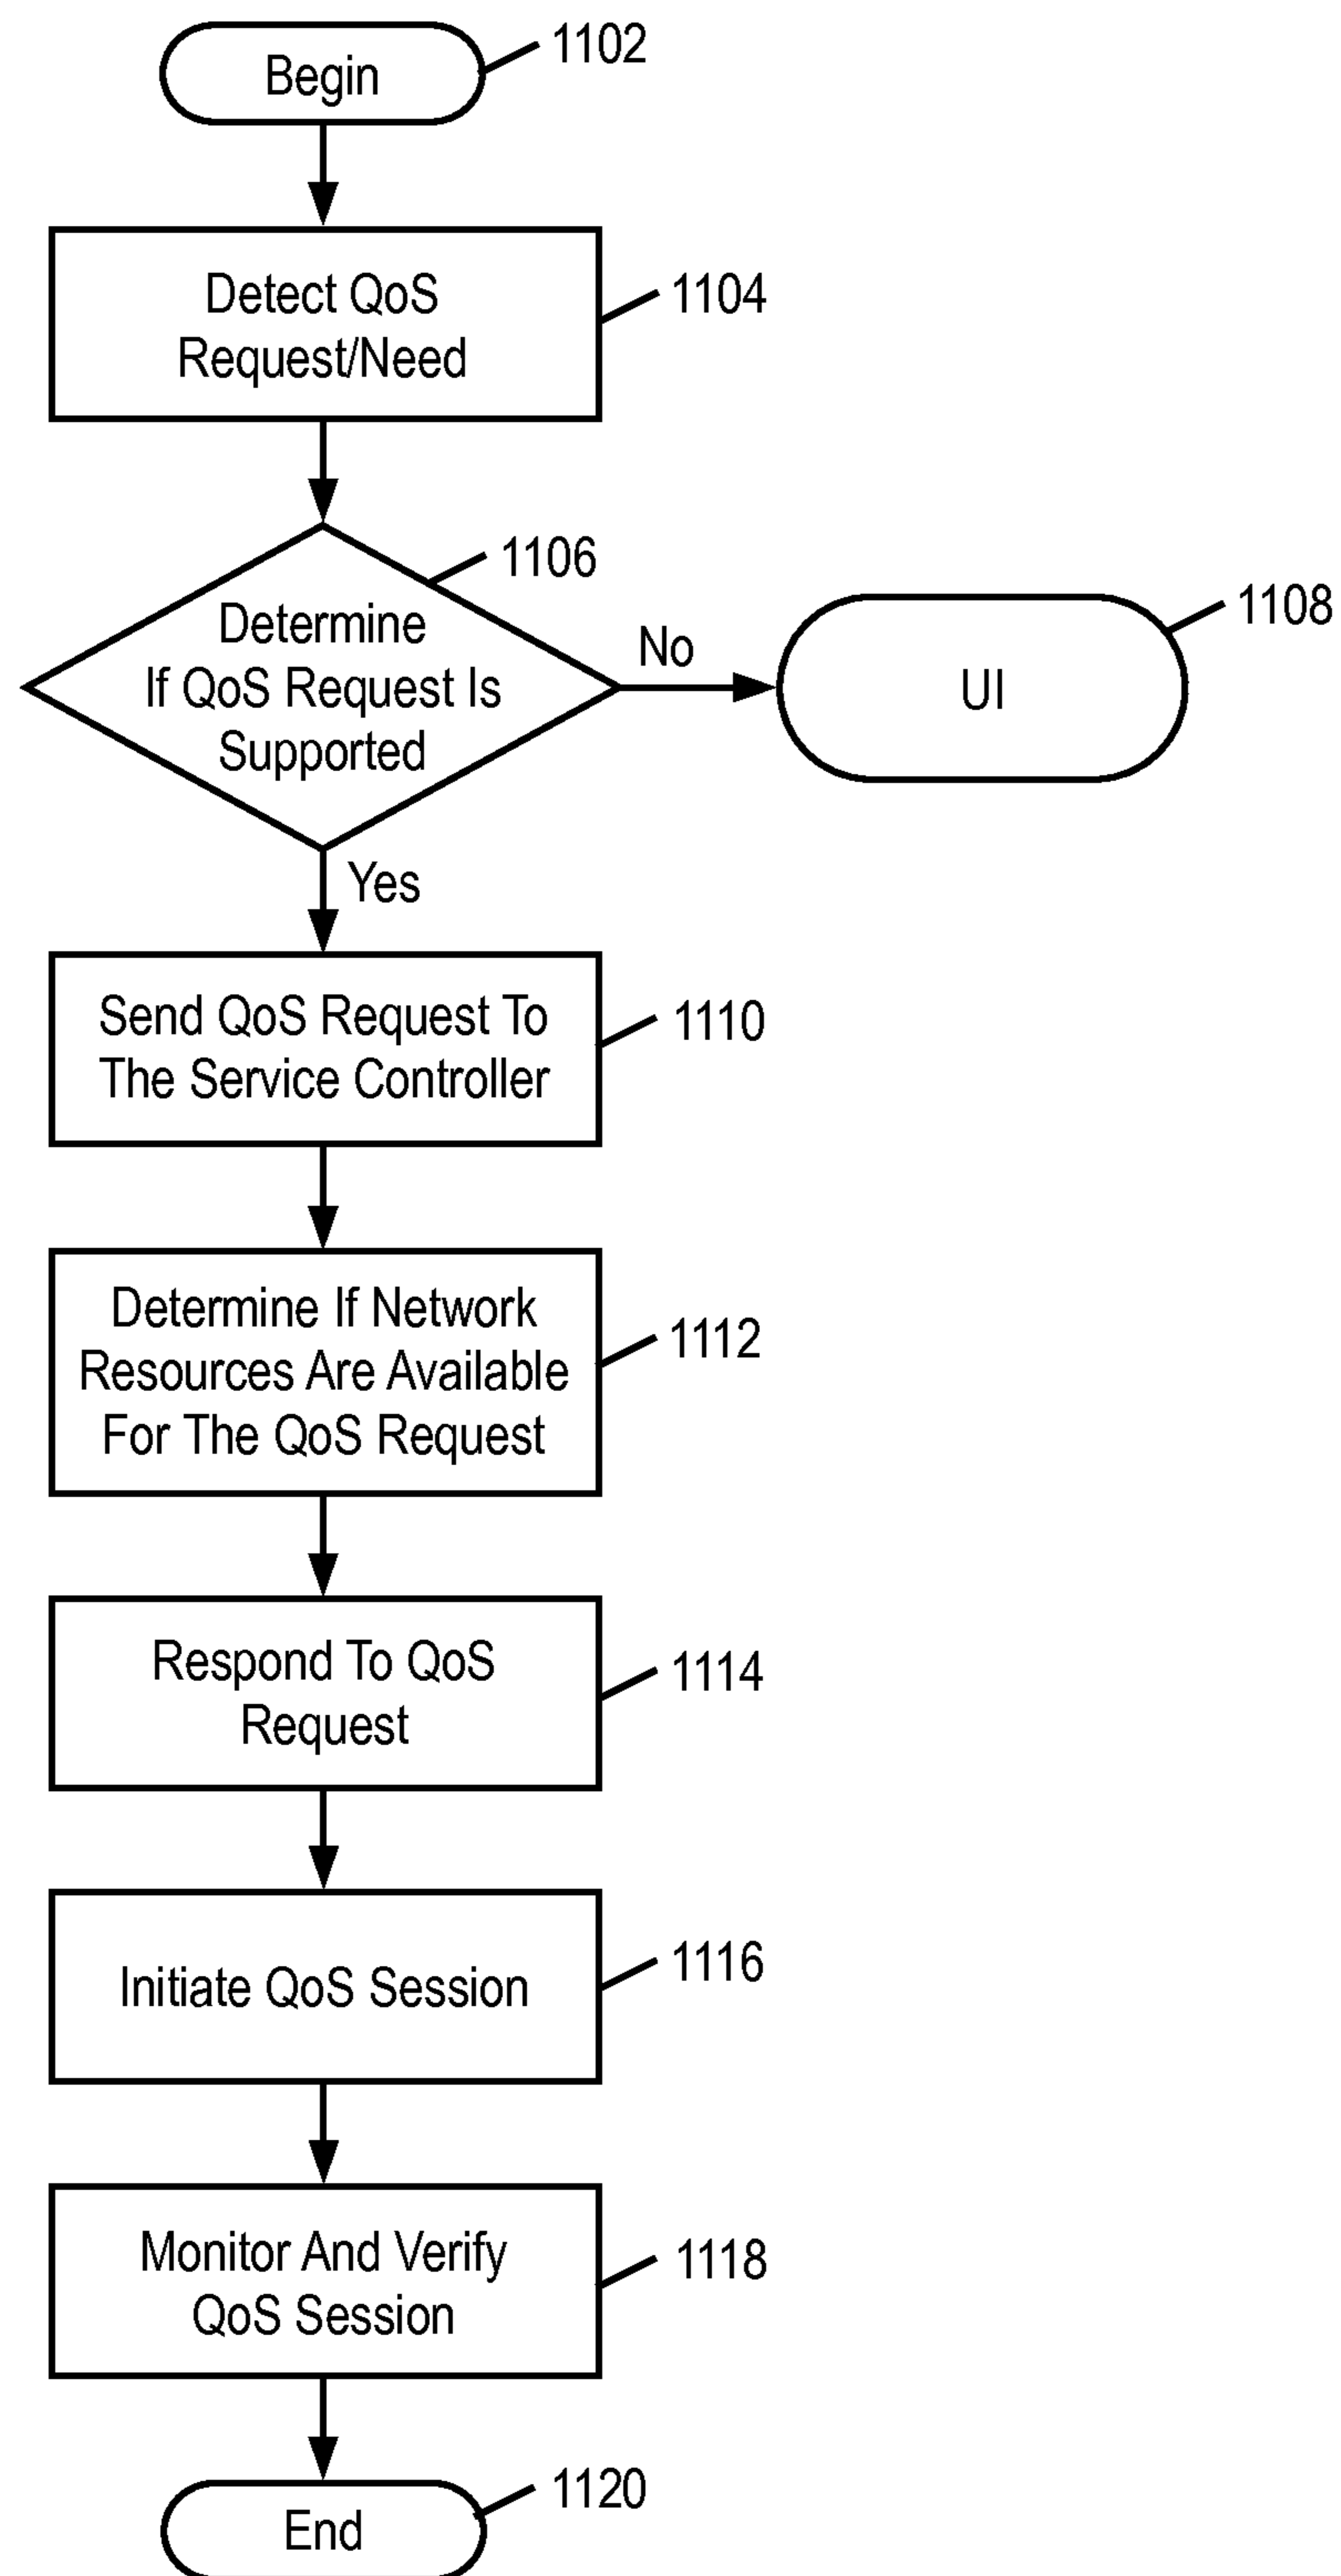 Begin
1102
Detect QoS
Request/Need
1104
1106
Determine
If QoS Request Is
Supported
No
UI
1108
Yes
Send QoS Request To
The Service Controller
1110
Determine If Network
Resources Are Available
For The QoS Request
1112
Respond To QoS
Request
1114
Initiate QoS Session
1116
Monitor And Verify
QoS Session
1118
End
1120